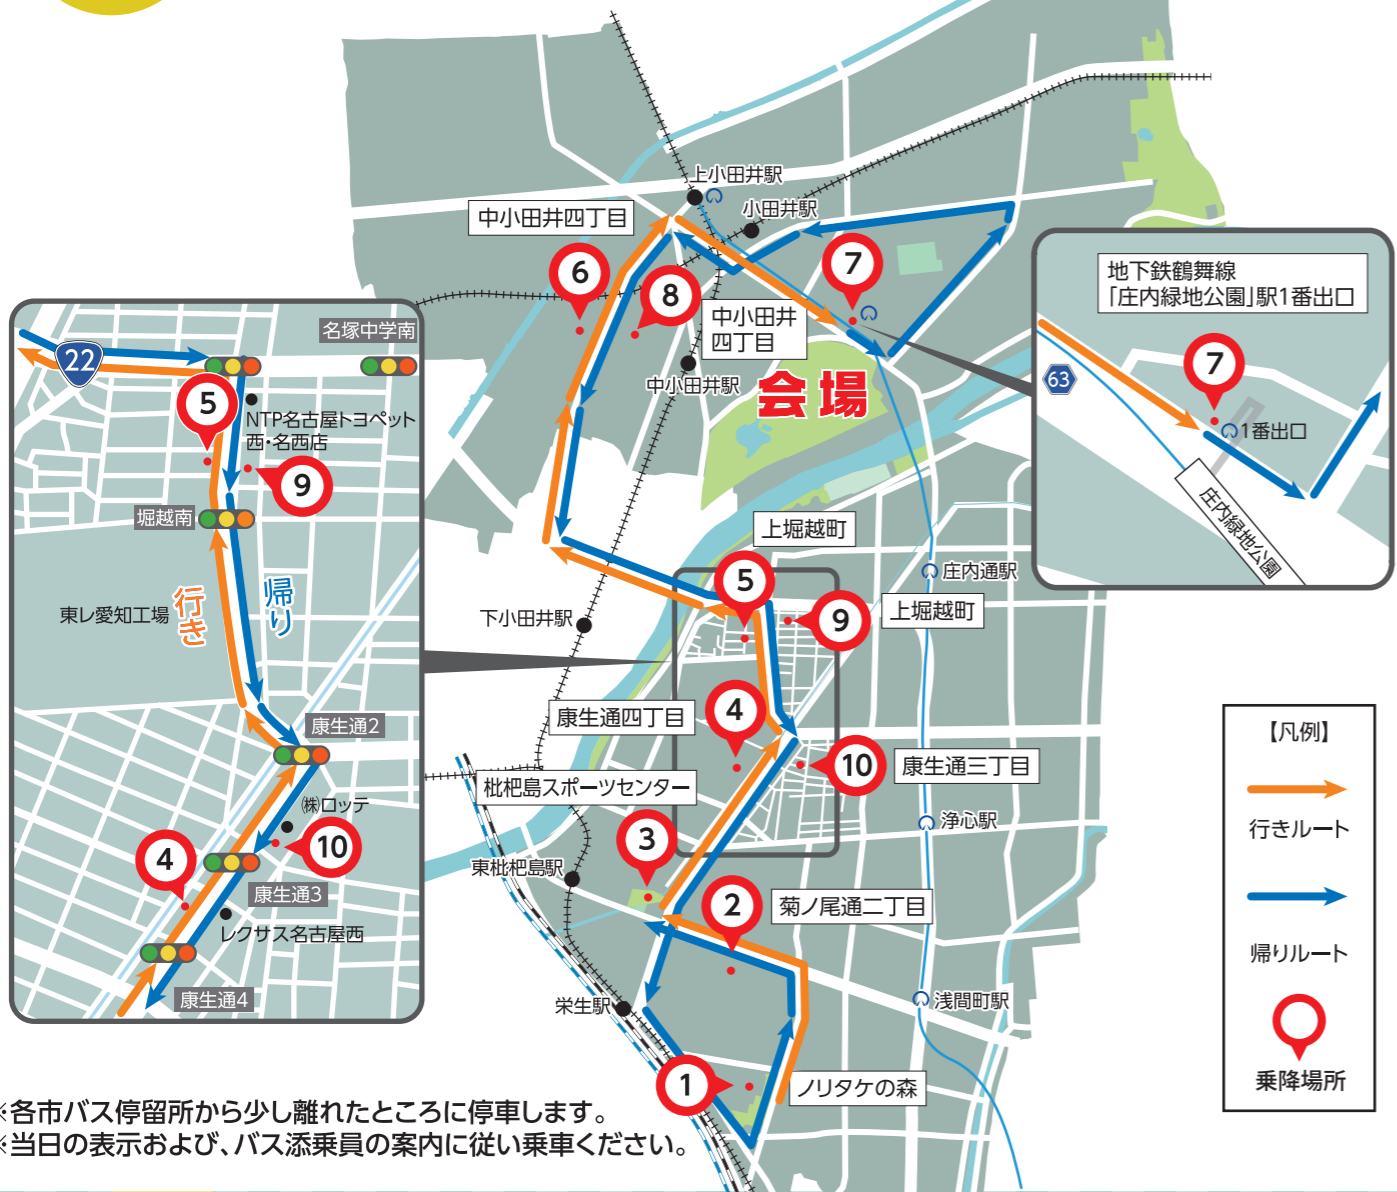 上小田井駅
小田井駅
中小田井四丁目
6
8
7
中小田井
四丁目
中小田井駅
会場
地下鉄鶴舞線
「庄内緑地公園」駅1番出口
63
7
1番出口
庄内緑地公園
名塚中学南
22
5
NTP名古屋トヨペット
西・名西店
9
堀越南
行き
帰り
東レ愛知工場
康生通2
㈱ロッテ
4
10
康生通3
レクサス名古屋西
康生通4
上堀越町
5
庄内通駅
下小田井駅
9
上堀越町
康生通四丁目
4
10
康生通三丁目
枇杷島スポーツセンター
浄心駅
3
東枇杷島駅
2
菊ノ尾通二丁目
栄生駅
浅間町駅
1
ノリタケの森
【凡例】
行きルート
帰りルート
乗降場所
※各市バス停留所から少し離れたところに停車します。
※当日の表示および、バス添乗員の案内に従い乗車ください。